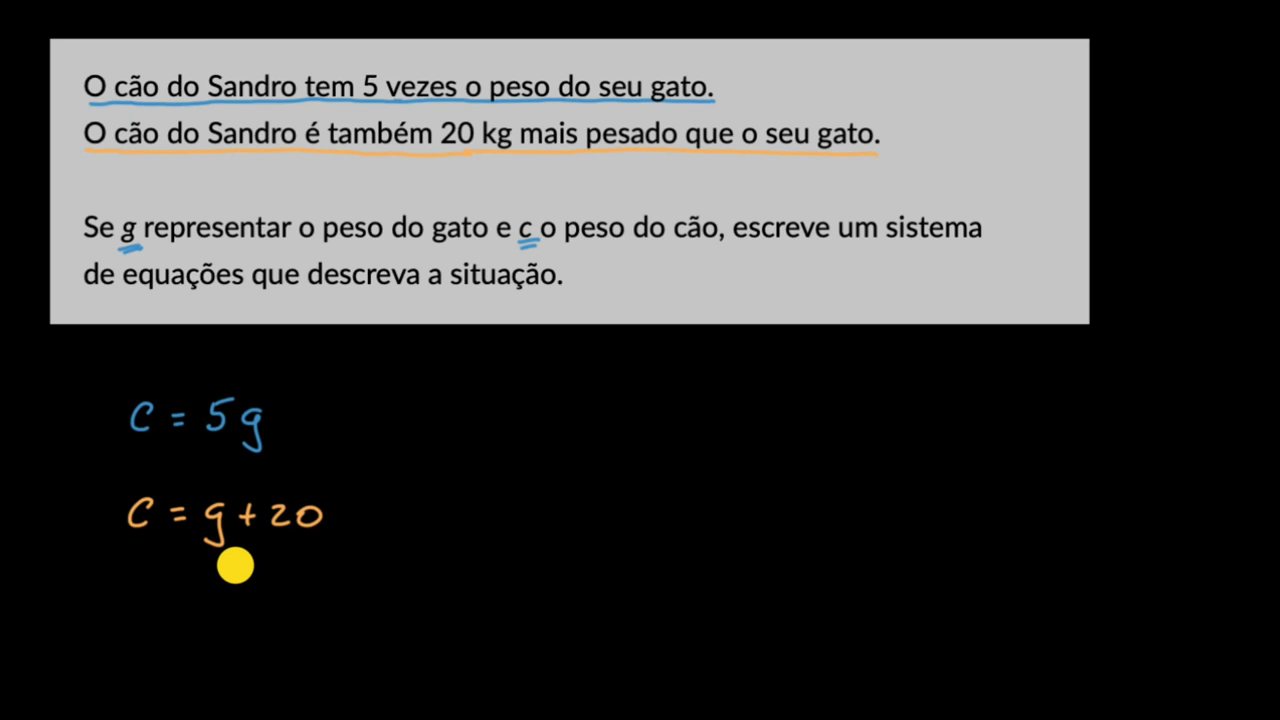 O cão do Sandro tem 5 vezes o peso do seu gato.
O cão do Sandro é também 20 kg mais pesado que o seu gato.
Se g representar o peso do gato e c o peso do cão, escreve um sistema
de equações que descreva a situação.
C = 5g
C = g + 20